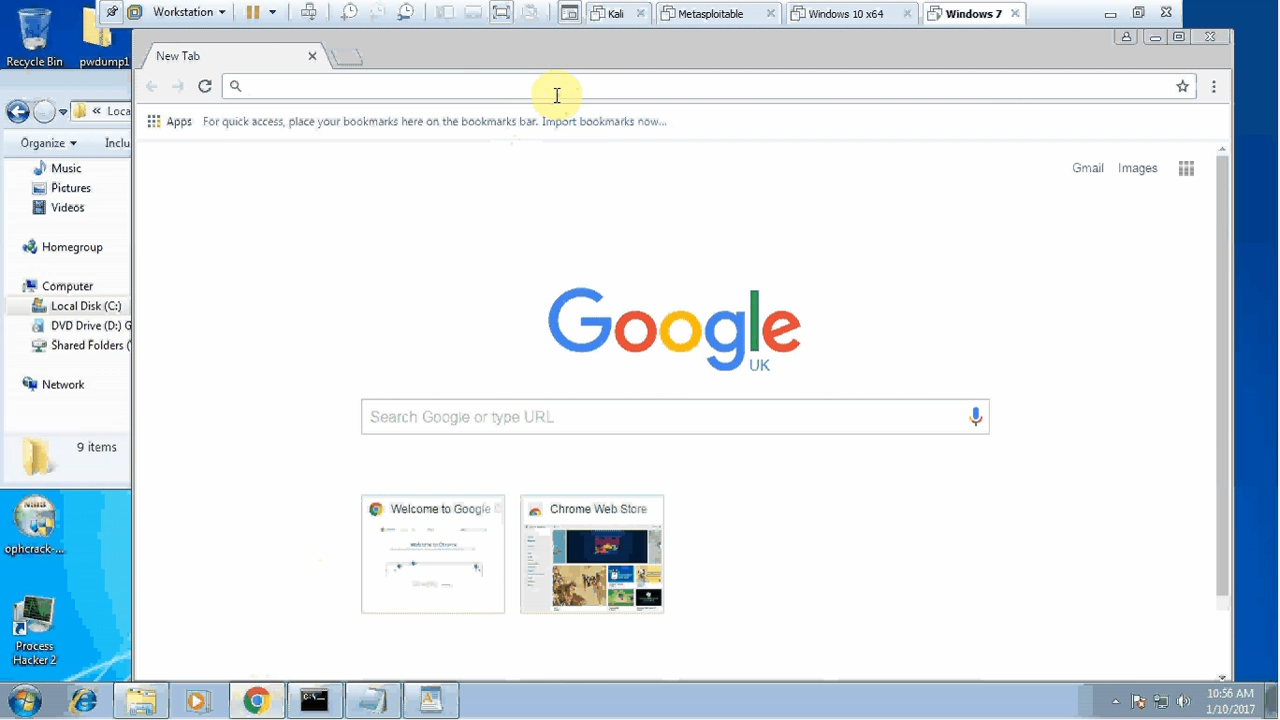 Workstation
Kali
Metasploitable
Windows 10 x64
Windows 7
Recycle Bin
pwdump1
New Tab
Loca
Apps
For quick access, place your bookmarks here on the bookmarks bar. Import bookmarks now...
Organize
Inclu
Music
Pictures
Videos
Homegroup
Computer
Local Disk (C:)
DVD Drive (D:) G
Shared Folders (
Network
9 items
Gmail
Images
Google
UK
Search Google or type URL
Welcome to Google
Chrome Web Store
ophcrack-...
Process
Hacker 2
10:56 AM
1/10/2017